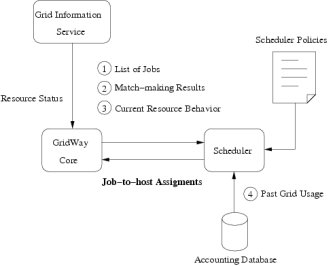 Grid Information
Service
Scheduler Policies
1 List of Jobs
2 Match-making Results
3 Current Resource Behavior
Resource Status
GridWay
Core
Scheduler
Job-to-host Assigments
4 Past Grid Usage
Accounting Database